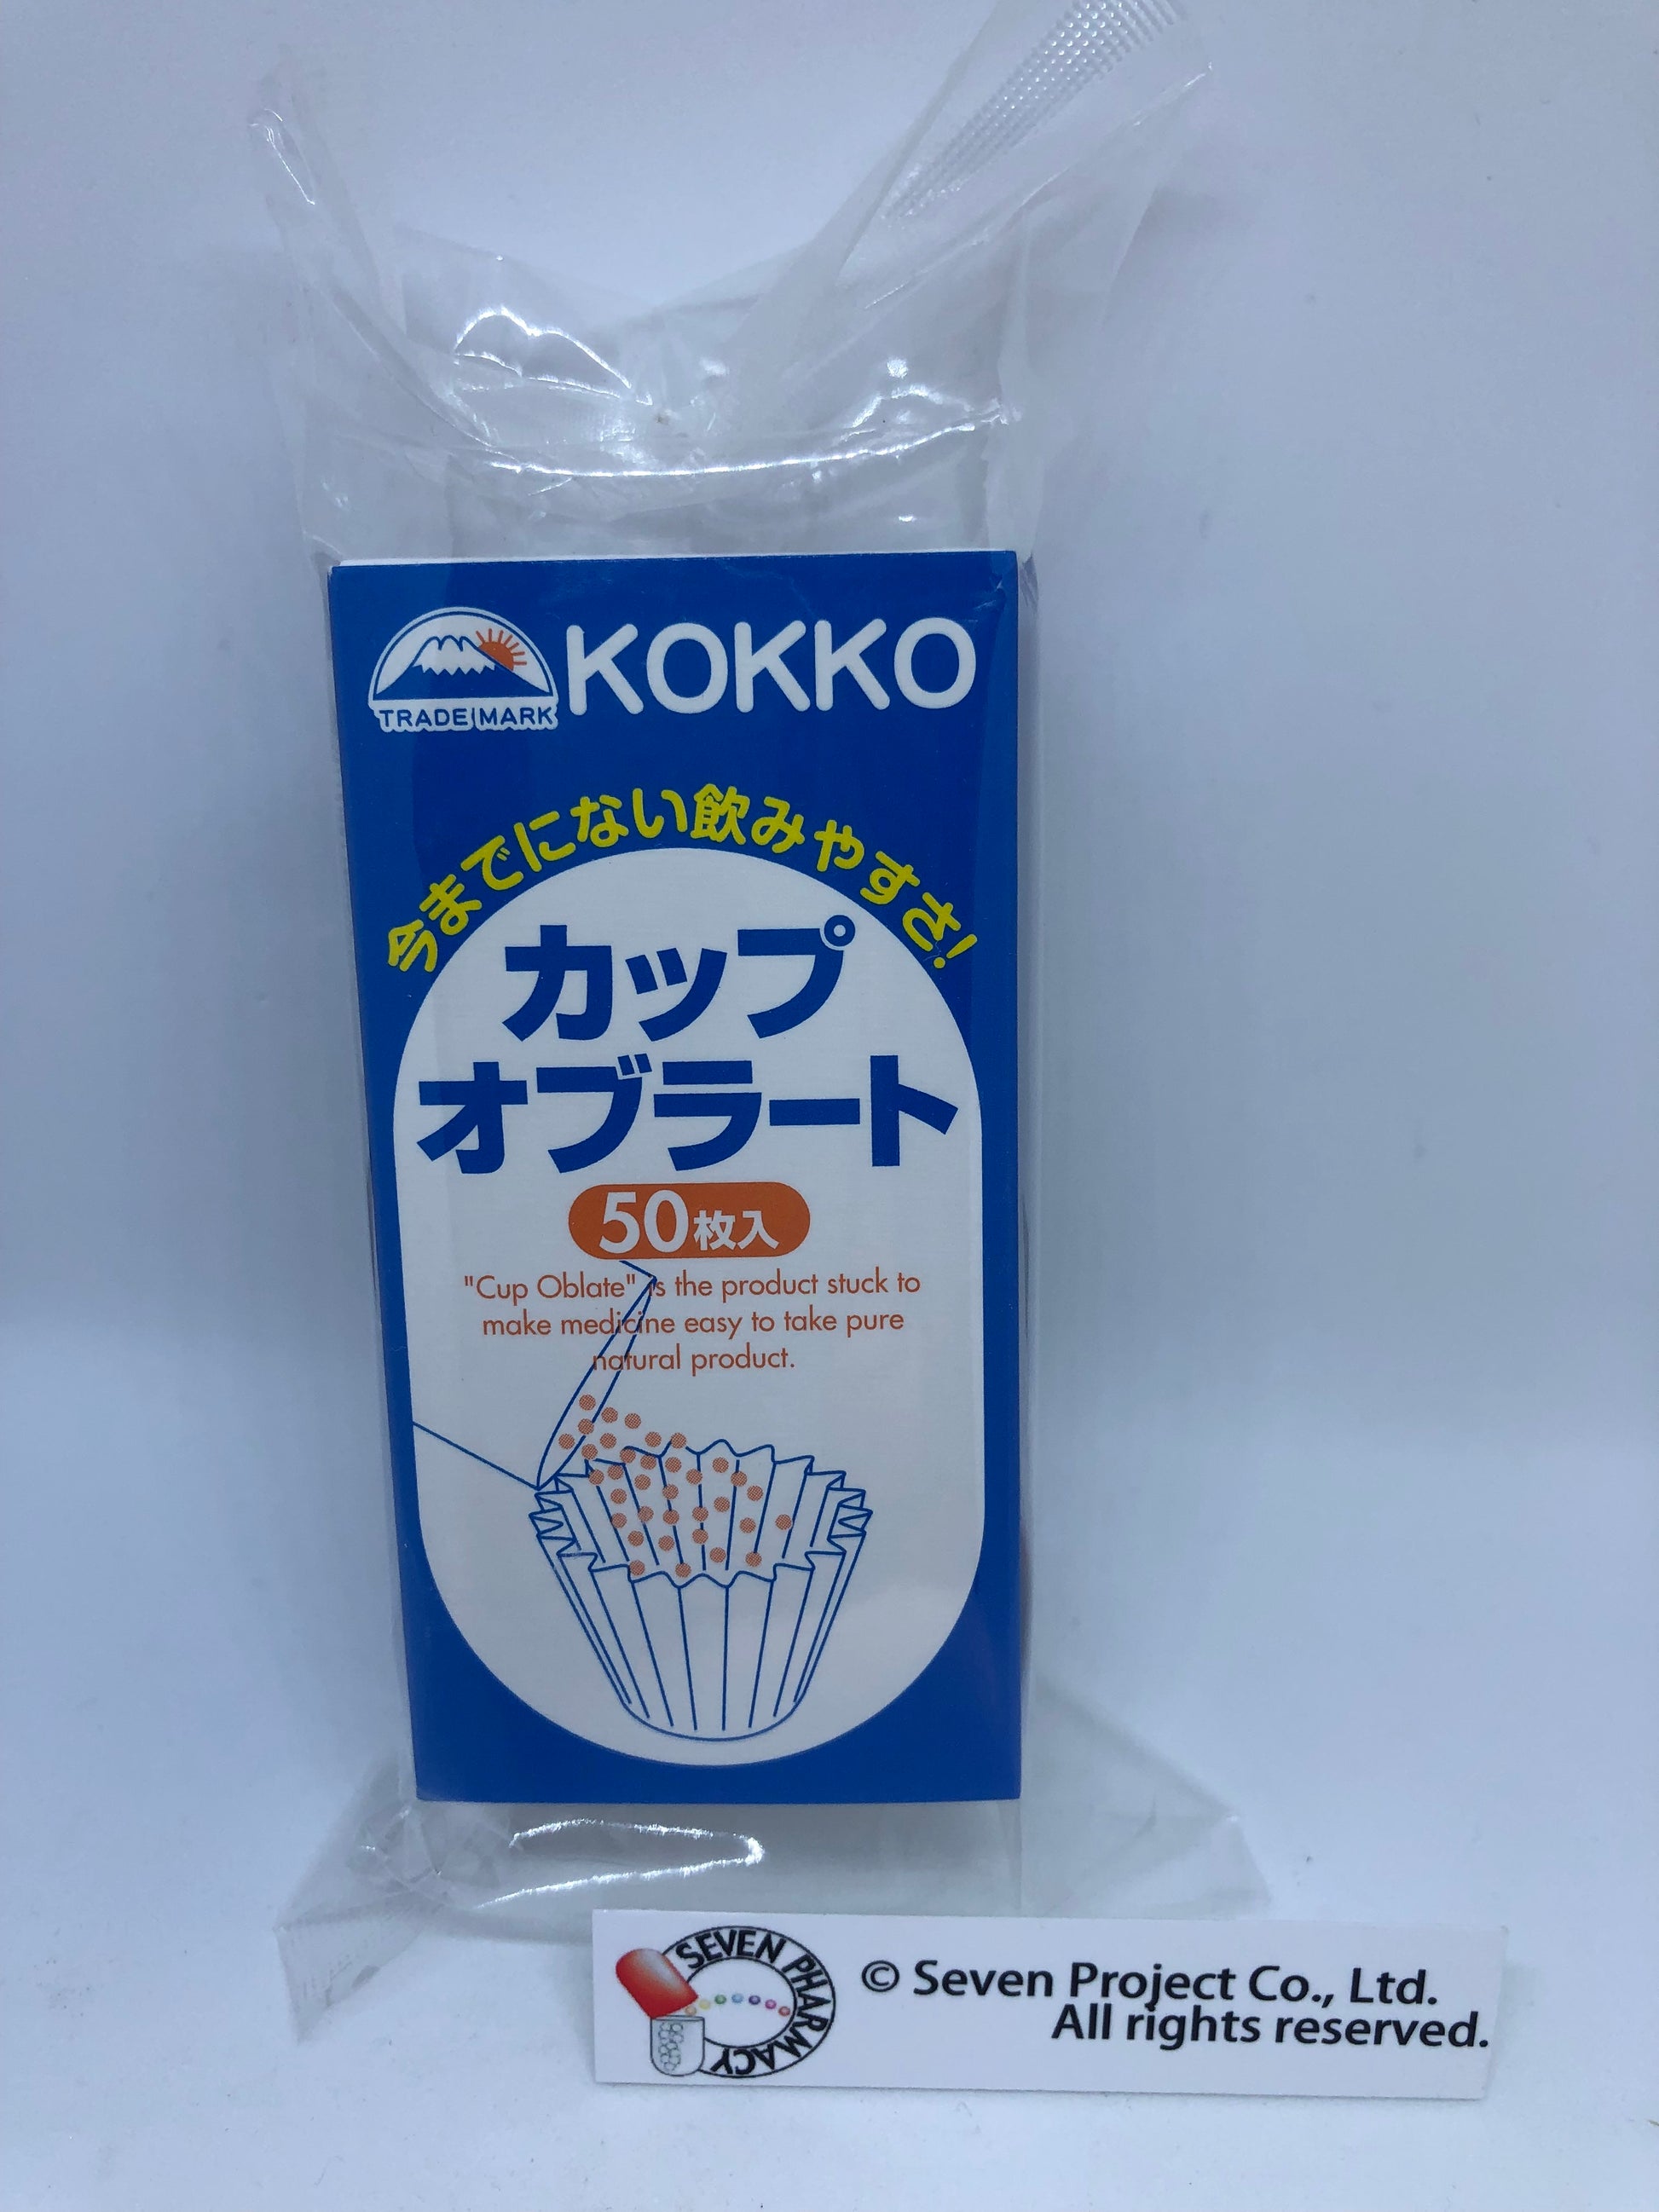 TRADE MARK
KOKKO
今までにない飲みやすさ!
カップ
オブラート
50枚入
"Cup Oblate" is the product stuck to
make medicine easy to take pure
natural product.
SEVEN PHARMACY
© Seven Project Co., Ltd.
All rights reserved.